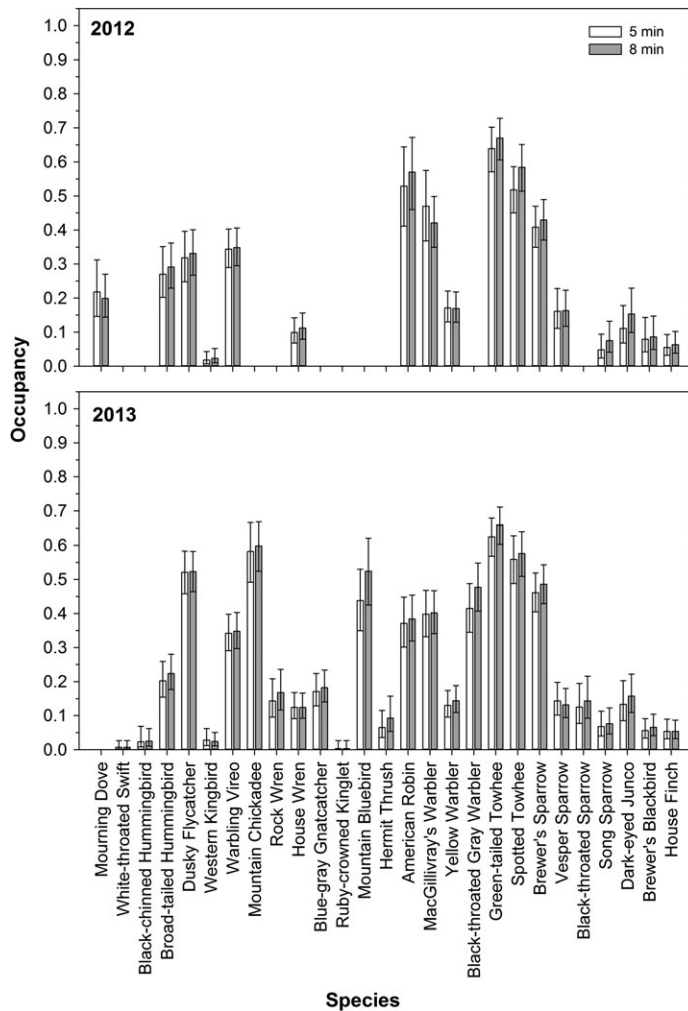 2012
5 min
8 min
1.0
0.9
0.8
0.7
0.6
0.5
0.4
0.3
0.2
0.1
0.0
Occupancy
2013
1.0
0.9
0.8
0.7
0.6
0.5
0.4
0.3
0.2
0.1
0.0
Mourning Dove
White-throated Swift
Black-chinned Hummingbird
Broad-tailed Hummingbird
Dusky Flycatcher
Western Kingbird
Warbling Vireo
Mountain Chickadee
Rock Wren
House Wren
Blue-gray Gnatcatcher
Ruby-crowned Kinglet
Mountain Bluebird
Hermit Thrush
American Robin
MacGillivray's Warbler
Yellow Warbler
Black-throated Gray Warbler
Green-tailed Towhee
Spotted Towhee
Brewer's Sparrow
Vesper Sparrow
Black-throated Sparrow
Song Sparrow
Dark-eyed Junco
Brewer's Blackbird
House Finch
Species